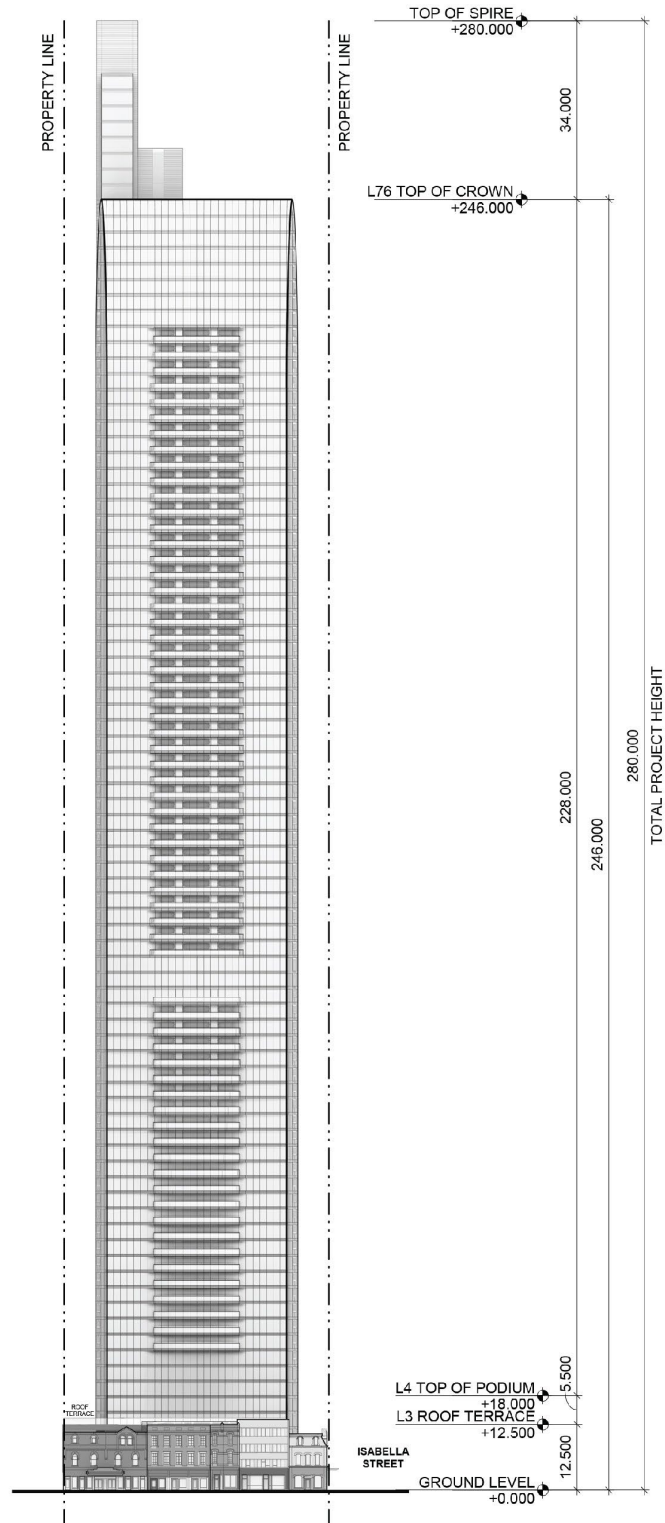 TOP OF SPIRE
+280.000
PROPERTY LINE
PROPERTY LINE
34.000
L76 TOP OF CROWN
+246.000
TOTAL PROJECT HEIGHT
280.000
228.000
246.000
L4 TOP OF PODIUM
+18.000
5.500
L3 ROOF TERRACE
+12.500
ROOF
TERRACE
ISABELLA
STREET
12.500
GROUND LEVEL
+0.000